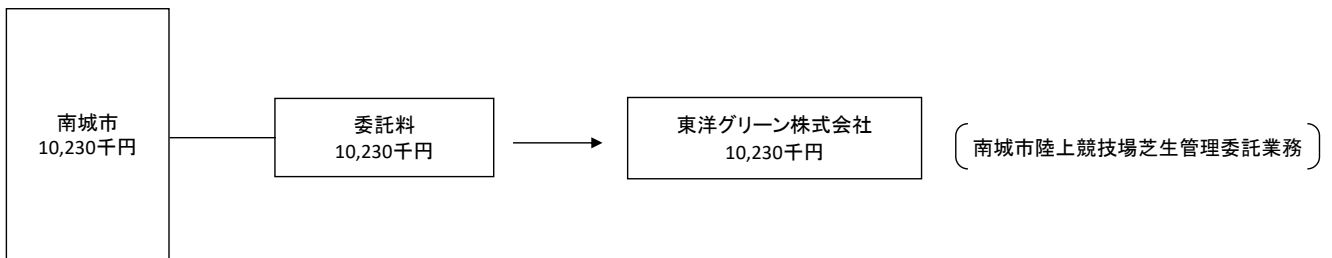 南城市
10,230千円
委託料
10,230千円
東洋グリーン株式会社
10,230千円
南城市陸上競技場芝生管理委託業務